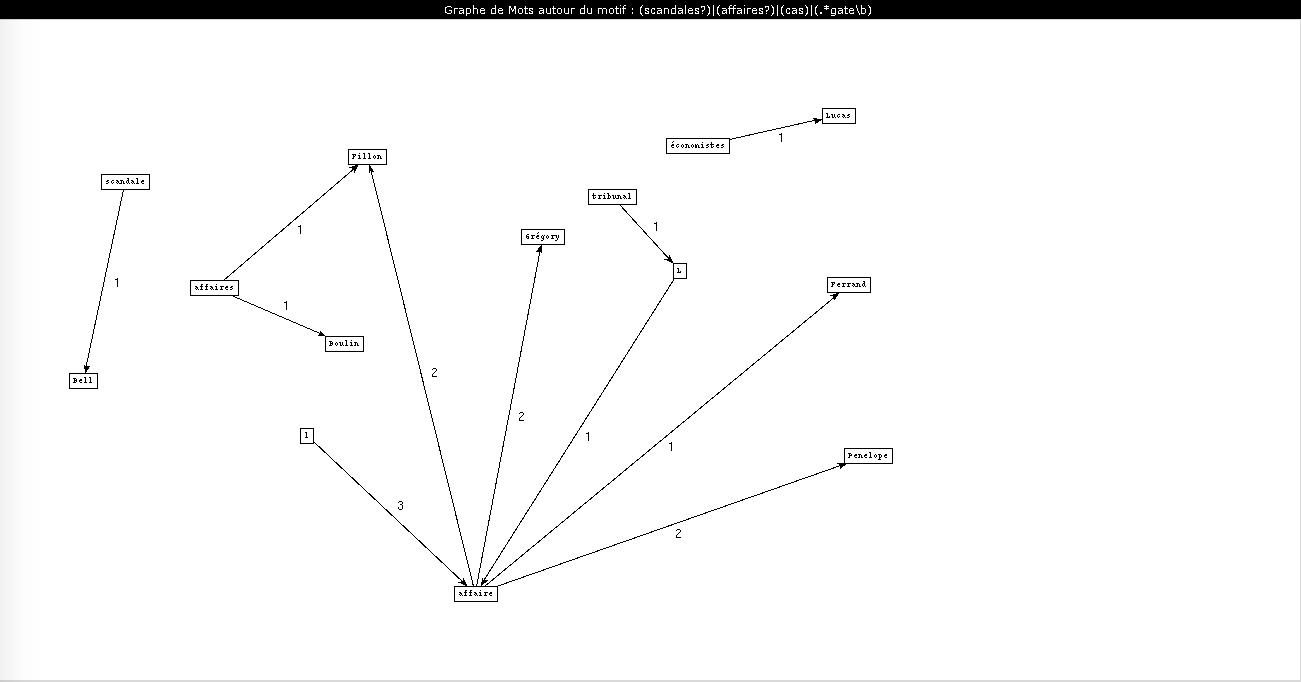 Graphe de Mots autour du motif : (scandales?)|(affaires?)|(cas)|(.*gate\b)
Lucas
1
économistes
Fillon
scandale
tribunal
1
1
Grégory
L
1
affaires
Ferrand
1
Boulin
2
Bell
2
1
l
1
Penelope
3
2
affaire